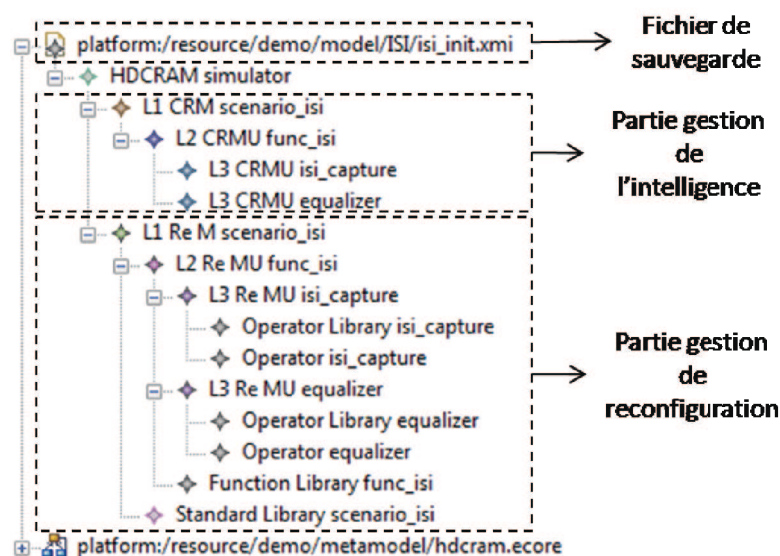 platform:/resource/demo/model/ISI/isi_init.xmi
Fichier de
sauvegarde
HDCRAM simulator
L1 CRM scenario_isi
L2 CRMU func_isi
L3 CRMU isi_capture
L3 CRMU equalizer
Partie gestion
de
l'intelligence
L1 Re M scenario_isi
L2 Re MU func_isi
L3 Re MU isi_capture
Operator Library isi_capture
Operator isi_capture
L3 Re MU equalizer
Operator Library equalizer
Operator equalizer
Function Library func_isi
Standard Library scenario_isi
Partie gestion
de
reconfiguration
platform:/resource/demo/metamodel/hdcram.ecore